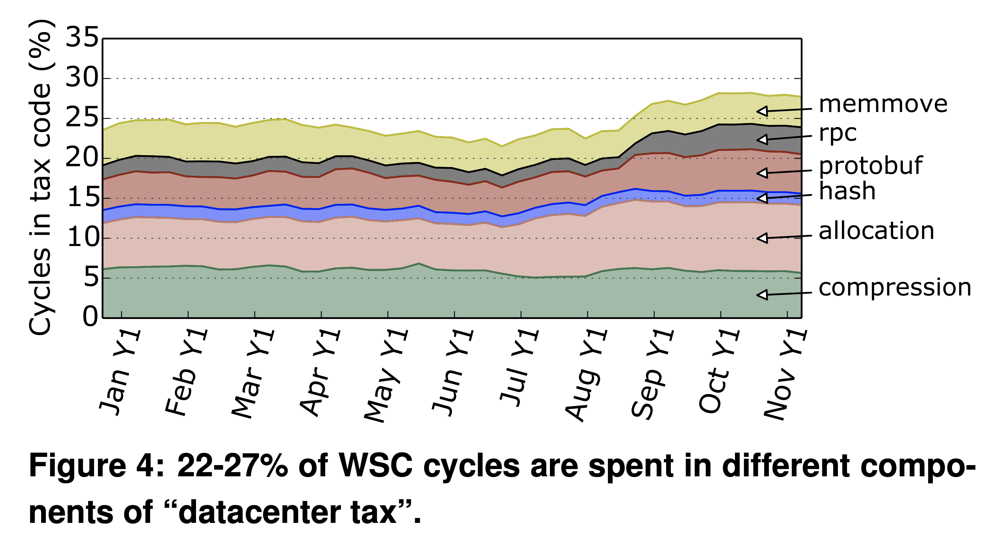 Cycles in tax code (%)
35
30
25
20
15
10
5
0
memmove
rpc
protobuf
hash
allocation
compression
Jan Y1
Feb Y1
Mar Y1
Apr Y1
May Y1
Jun Y1
Jul Y1
Aug Y1
Sep Y1
Oct Y1
Nov Y1
Figure 4: 22-27% of WSC cycles are spent in different compo-
nents of “datacenter tax”.